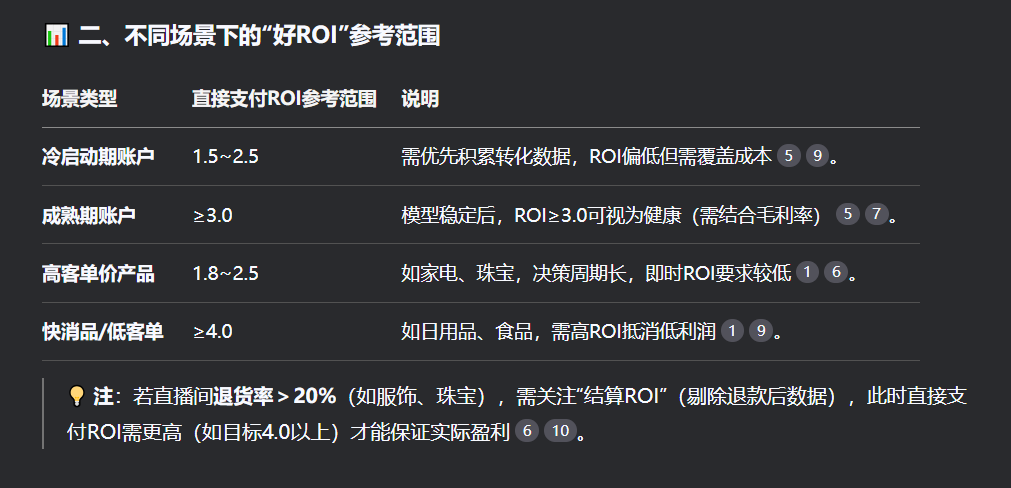 📊 二、不同场景下的“好ROI”参考范围
场景类型 直接支付ROI参考范围 说明
冷启动期账户 1.5~2.5 需优先积累转化数据，ROI偏低但需覆盖成本 5 9 。
成熟期账户 ≥3.0 模型稳定后，ROI≥3.0可视为健康（需结合毛利率） 5 7 。
高客单价产品 1.8~2.5 如家电、珠宝，决策周期长，即时ROI要求较低 1 6 。
快消品/低客单 ≥4.0 如日用品、食品，需高ROI抵消低利润 1 9 。
💡 注：若直播间退货率 > 20%（如服饰、珠宝），需关注“结算ROI”（剔除退款后数据），此时直接支
付ROI需更高（如目标4.0以上）才能保证实际盈利 6 10 。